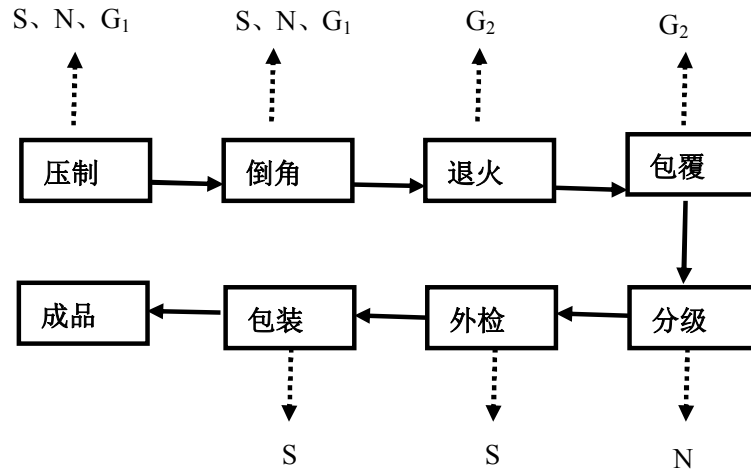 S、N、G₁ S、N、G₁ G₂ G₂
压制 倒角 退火 包覆
成品 包装 外检 分级
S S N